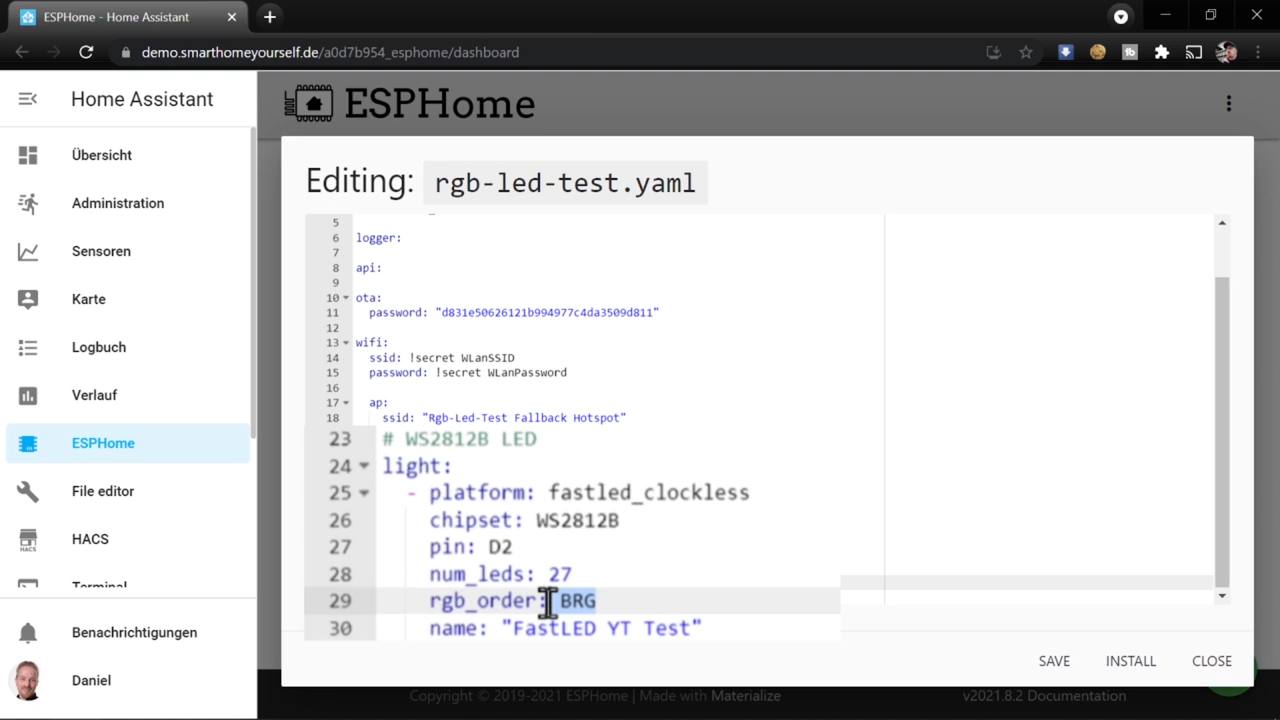 ESPHome - Home Assistant
demo.smarthomeyourself.de/a0d7b954_esphome/dashboard
Home Assistant
Übersicht
Administration
Sensoren
Karte
Logbuch
Verlauf
ESPHome
File editor
HACS
HACS
Terminal
Benachrichtigungen
Daniel
ESPHome
Editing: rgb-led-test.yaml
5
6 logger:
7
8 api:
9
10 ota:
11 password: "d831e50626121b994977c4da3509d811"
12
13 wifi:
14 ssid: !secret WLanSSID
15 password: !secret WLanPassword
16
17 ap:
18 ssid: "Rgb-Led-Test Fallback Hotspot"
23 # WS2812B LED
24 light:
25 - platform: fastled_clockless
26 chipset: WS2812B
27 pin: D2
28 num_leds: 27
29 rgb_order: BRG
30 name: "FastLED YT Test"
SAVE INSTALL CLOSE
Copyright © 2019-2021 ESPHome | Made with Materialize
v2021.8.2 Documentation